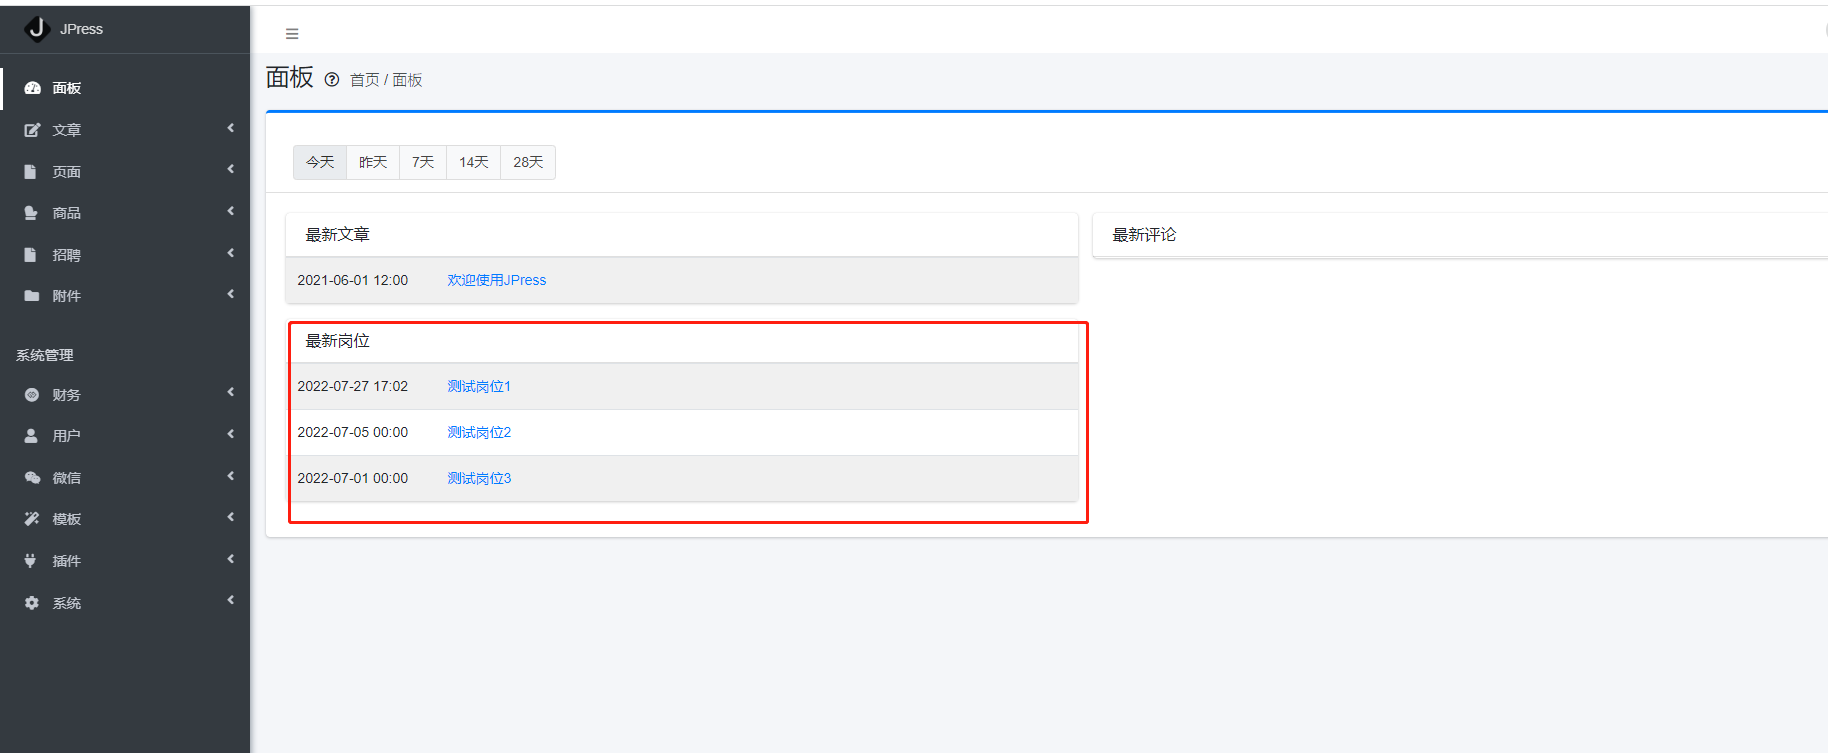 JPress
面板
文章
页面
商品
招聘
附件
系统管理
财务
用户
微信
模板
插件
系统
面板 首页 / 面板
今天 昨天 7天 14天 28天
最新文章
2021-06-01 12:00 欢迎使用JPress
最新岗位
2022-07-27 17:02 测试岗位1
2022-07-05 00:00 测试岗位2
2022-07-01 00:00 测试岗位3
最新评论